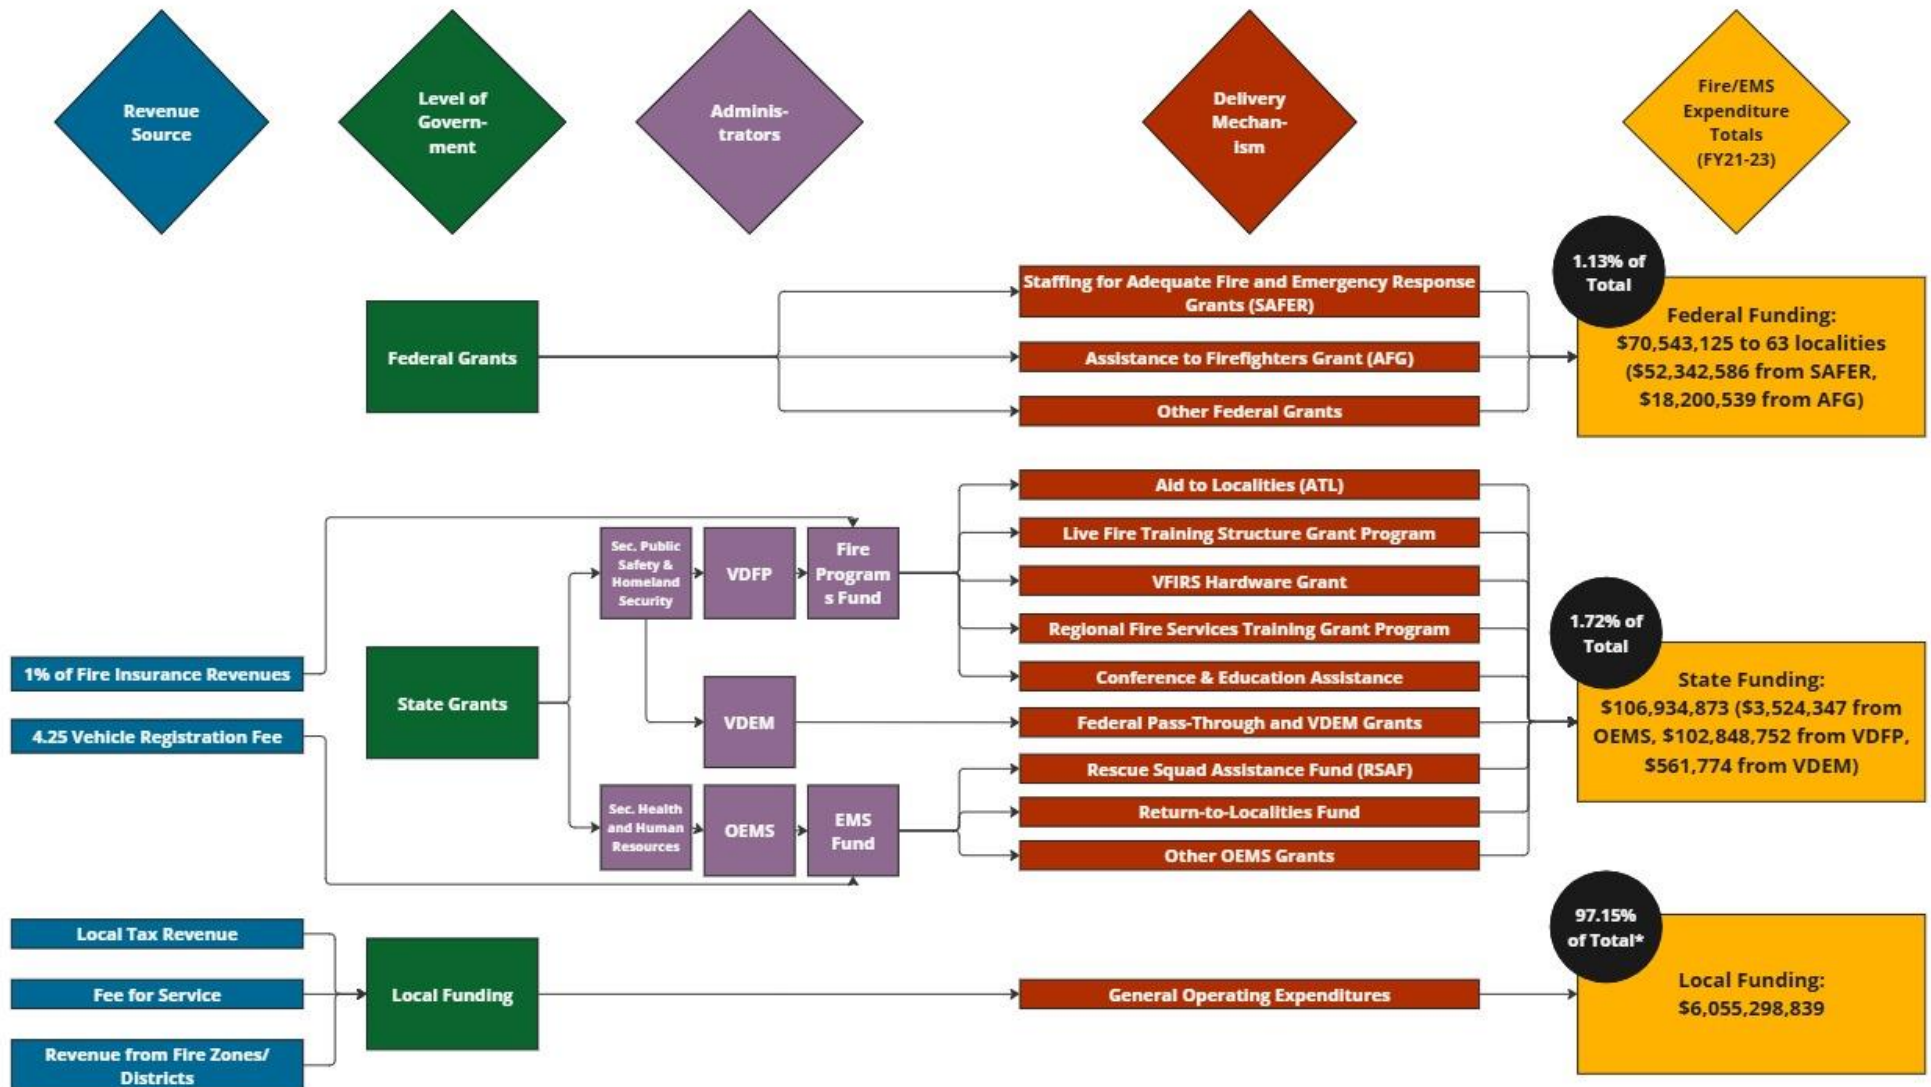 Revenue
Source
Level of
Govern-
ment
Adminis-
trators
Delivery
Mechan-
ism
Fire/EMS
Expenditure
Totals
(FY21-23)
Federal Grants
Staffing for Adequate Fire and Emergency Response
Grants (SAFER)
Assistance to Firefighters Grant (AFG)
Other Federal Grants
1.13% of
Total
Federal Funding:
$70,543,125 to 63 localities
($52,342,586 from SAFER,
$18,200,539 from AFG)
1% of Fire Insurance Revenues
4.25 Vehicle Registration Fee
State Grants
Sec. Public
Safety &
Homeland
Security
VDFP
Fire
Program
s Fund
VDEM
Sec. Health
and Human
Resources
OEMS
EMS
Fund
Aid to Localities (ATL)
Live Fire Training Structure Grant Program
VFIRS Hardware Grant
Regional Fire Services Training Grant Program
Conference & Education Assistance
Federal Pass-Through and VDEM Grants
Rescue Squad Assistance Fund (RSAF)
Return-to-Localities Fund
Other OEMS Grants
1.72% of
Total
State Funding:
$106,934,873 ($3,524,347 from
OEMS, $102,848,752 from VDFP,
$561,774 from VDEM)
Local Tax Revenue
Fee for Service
Revenue from Fire Zones/
Districts
Local Funding
General Operating Expenditures
97.15%
of Total*
Local Funding:
$6,055,298,839